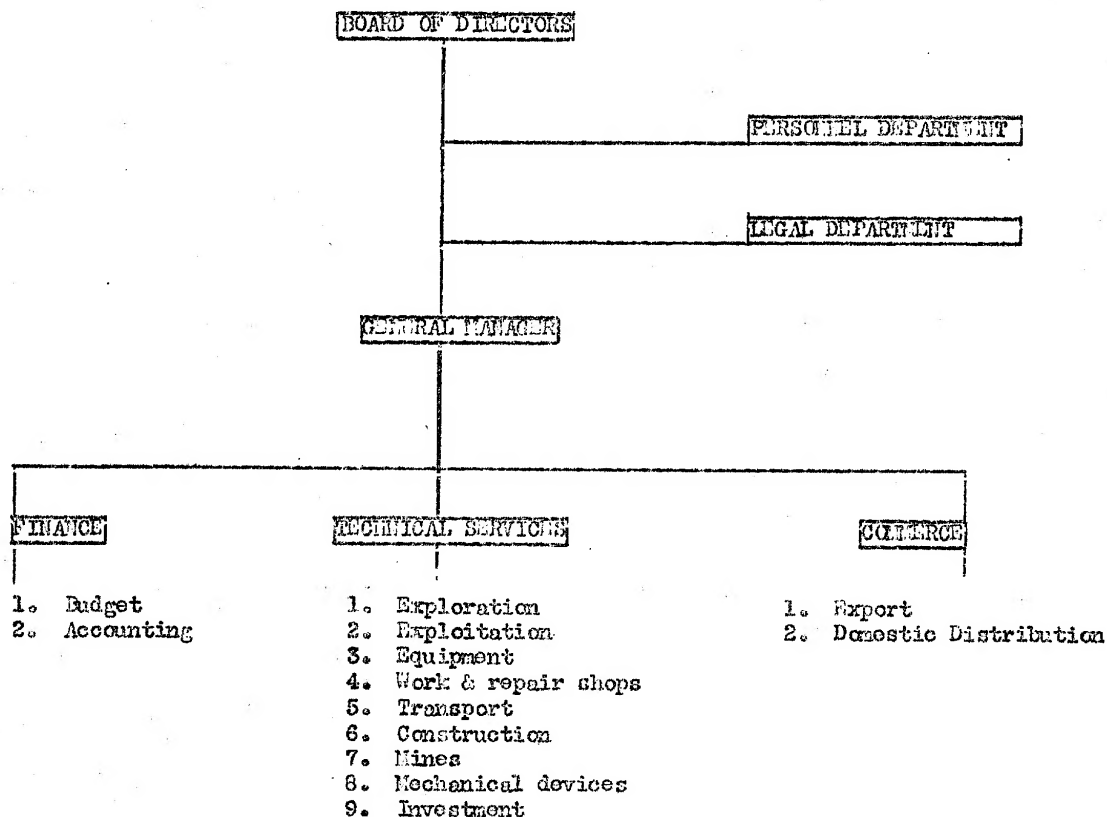 BOARD OF DIRECTORS
PERSONNEL DEPARTMENT
LEGAL DEPARTMENT
GENERAL MANAGER
FINANCE
TECHNICAL SERVICES
COMMERCE
1. Budget
2. Accounting
1. Exploration
2. Exploitation
3. Equipment
4. Work & repair shops
5. Transport
6. Construction
7. Mines
8. Mechanical devices
9. Investment
1. Export
2. Domestic Distribution